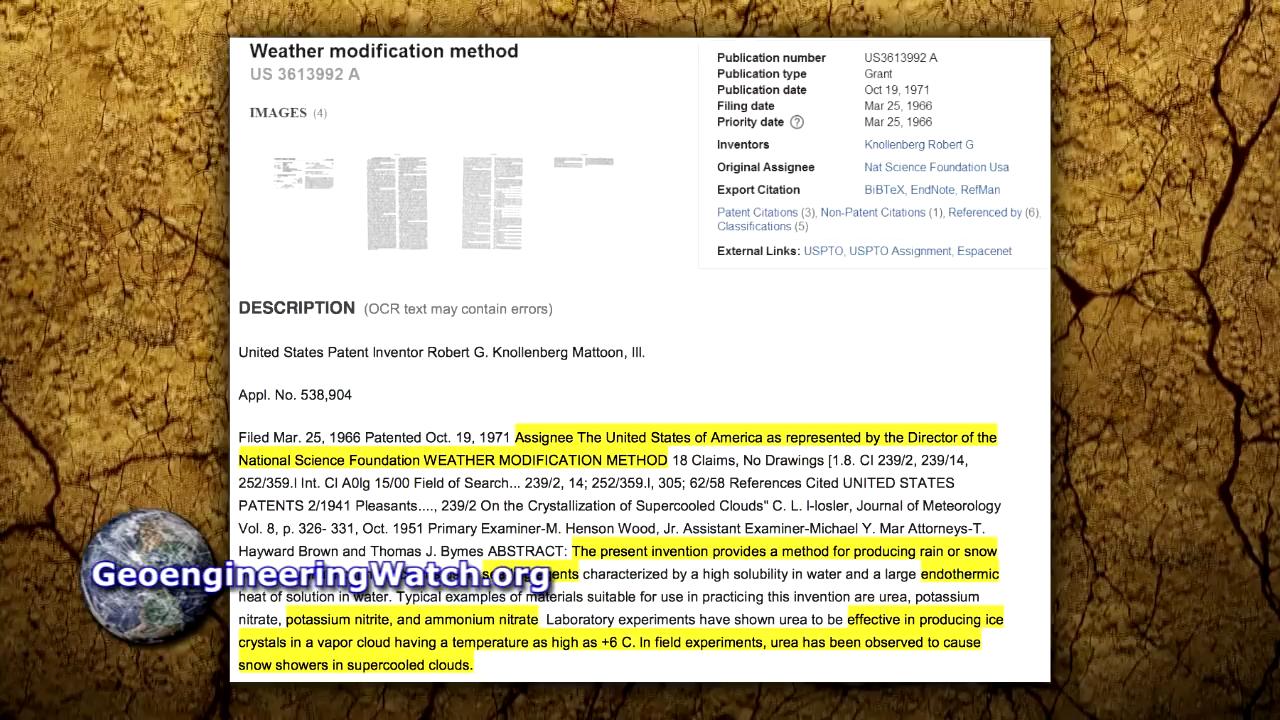 Weather modification method
US 3613992 A
IMAGES (4)
Publication number US3613992 A
Publication type Grant
Publication date Oct 19, 1971
Filing date Mar 25, 1966
Priority date ? Mar 25, 1966
Inventors Knollenberg Robert G
Original Assignee Nat Science Foundation Usa
Export Citation BiBTeX, EndNote, RefMan
Patent Citations (3), Non-Patent Citations (1), Referenced by (6),
Classifications (5)
External Links: USPTO, USPTO Assignment, Espacenet
DESCRIPTION (OCR text may contain errors)
United States Patent Inventor Robert G. Knollenberg Mattoon, Ill.
Appl. No. 538,904
Filed Mar. 25, 1966 Patented Oct. 19, 1971 Assignee The United States of America as represented by the Director of the
National Science Foundation WEATHER MODIFICATION METHOD 18 Claims, No Drawings [1.8. CI 239/2, 239/14,
252/359.I Int. CI A0lg 15/00 Field of Search... 239/2, 14; 252/359.I, 305; 62/58 References Cited UNITED STATES
PATENTS 2/1941 Pleasants...., 239/2 On the Crystallization of Supercooled Clouds" C. L. I-Iosler, Journal of Meteorology
Vol. 8, p. 326- 331, Oct. 1951 Primary Examiner-M. Henson Wood, Jr. Assistant Examiner-Michael Y. Mar Attorneys-T.
Hayward Brown and Thomas J. Bymes ABSTRACT: The present invention provides a method for producing rain or snow
characterized by a high solubility in water and a large endothermic
GeoengineeringWatch.org
heat of solution in water. Typical examples of materials suitable for use in practicing this invention are urea, potassium
nitrate, potassium nitrite, and ammonium nitrate Laboratory experiments have shown urea to be effective in producing ice
crystals in a vapor cloud having a temperature as high as +6 C. In field experiments, urea has been observed to cause
snow showers in supercooled clouds.